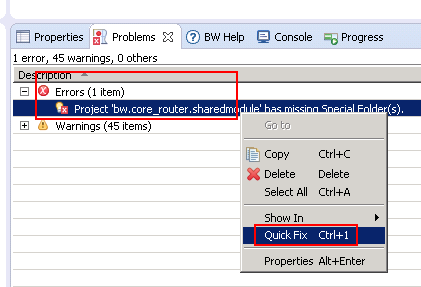 Properties Problems BW Help Console Progress
1 error, 45 warnings, 0 others
Description
Errors (1 item)
Project 'bw.core_router.sharedmodule' has missing Special Folder(s).
Warnings (45 items)
Go to
Copy Ctrl+C
Delete Delete
Select All Ctrl+A
Show In
Quick Fix Ctrl+1
Properties Alt+Enter